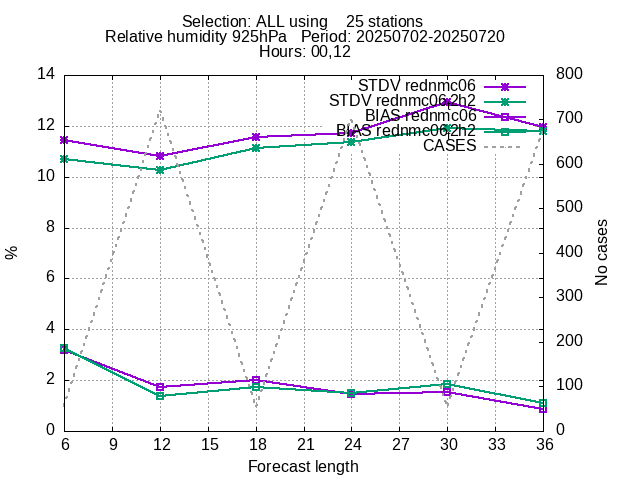 Selection: ALL using    25 stations
Relative humidity 925hPa   Period: 20250702-20250720
Hours: 00,12
STDV rednmc06
STDV rednmc06_2h2
BIAS rednmc06
BIAS rednmc06_2h2
CASES
14
12
10
8
6
4
2
0
%
800
700
600
500
400
300
200
100
0
No cases
6 9 12 15 18 21 24 27 30 33 36
Forecast length